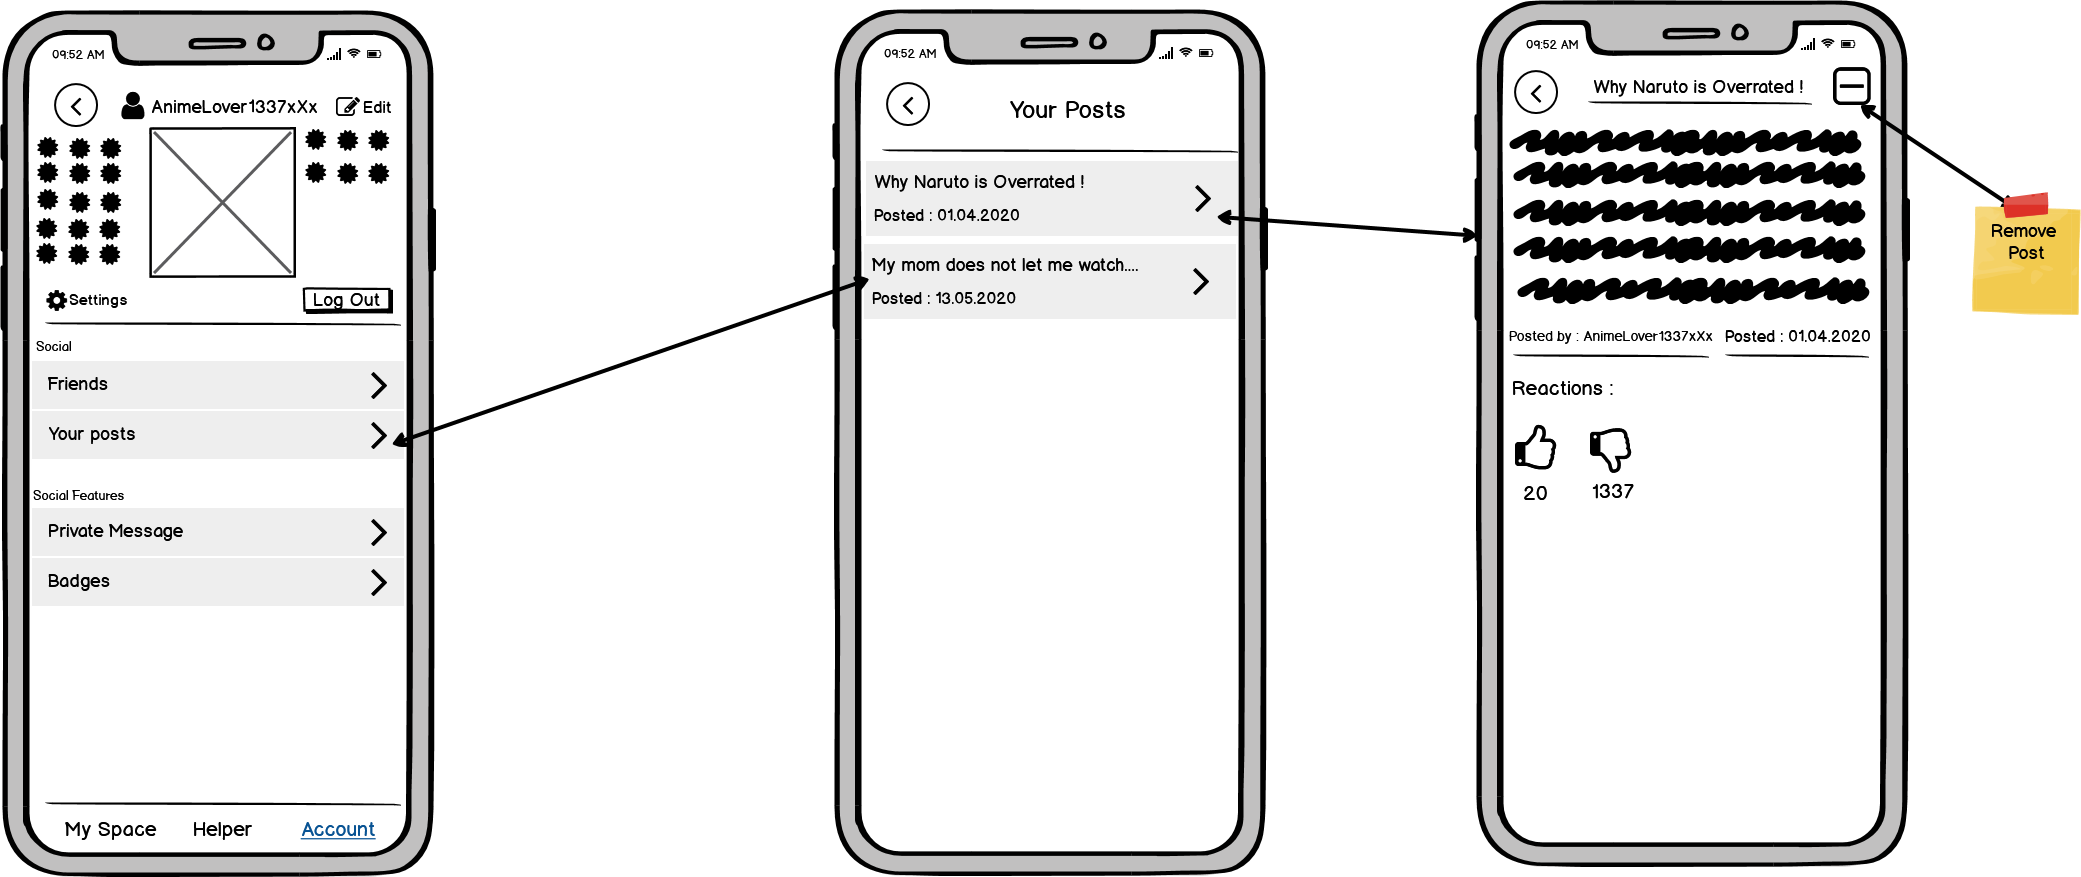 09:52 AM
AnimeLover1337xXx
Edit
Settings
Log Out
Social
Friends
Your posts
Social Features
Private Message
Badges
My Space
Helper
Account
09:52 AM
Your Posts
Why Naruto is Overrated !
Posted : 01.04.2020
My mom does not let me watch....
Posted : 13.05.2020
09:52 AM
Why Naruto is Overrated !
Posted by : AnimeLover1337xXx
Posted : 01.04.2020
Reactions :
20
1337
Remove
Post